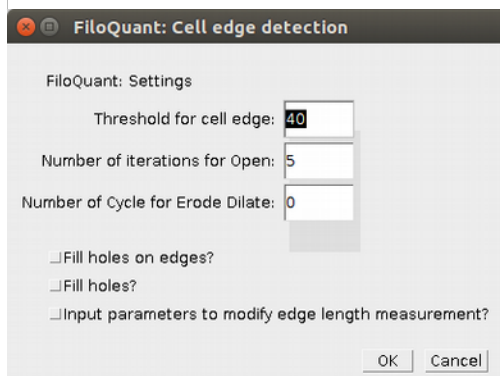 FiloQuant: Cell edge detection
FiloQuant: Settings
Threshold for cell edge: 40
Number of iterations for Open: 5
Number of Cycle for Erode Dilate: 0
Fill holes on edges?
Fill holes?
Input parameters to modify edge length measurement?
OK Cancel